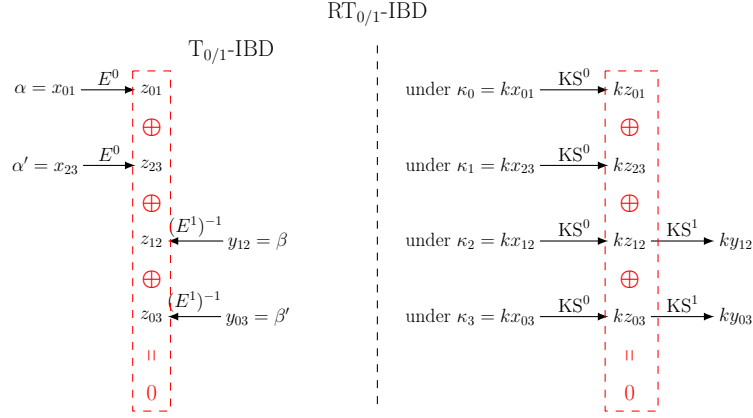 RT₀/₁-IBD
T₀/₁-IBD
α = x₀₁ E⁰ z₀₁ under κ₀ = kx₀₁ KS⁰ kz₀₁
⊕ ⊕
α′ = x₂₃ E⁰ z₂₃ under κ₁ = kx₂₃ KS⁰ kz₂₃
⊕ ⊕
z₁₂ (E¹)⁻¹ y₁₂ = β under κ₂ = kx₁₂ KS⁰ kz₁₂ KS¹ ky₁₂
⊕ ⊕
z₀₃ (E¹)⁻¹ y₀₃ = β′ under κ₃ = kx₀₃ KS⁰ kz₀₃ KS¹ ky₀₃
= =
0 0